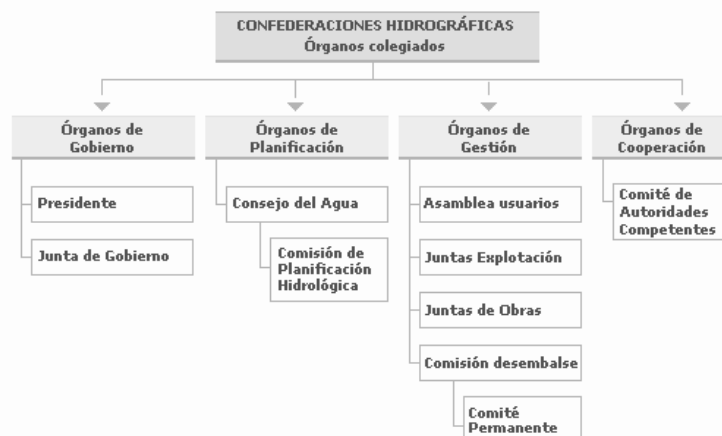 CONFEDERACIONES HIDROGRÁFICAS
Órganos colegiados
Órganos de
Gobierno
Presidente
Junta de Gobierno
Órganos de
Planificación
Consejo del Agua
Comisión de
Planificación
Hidrológica
Órganos de
Gestión
Asamblea usuarios
Juntas Explotación
Juntas de Obras
Comisión desembalse
Comité
Permanente
Órganos de
Cooperación
Comité de
Autoridades
Competentes